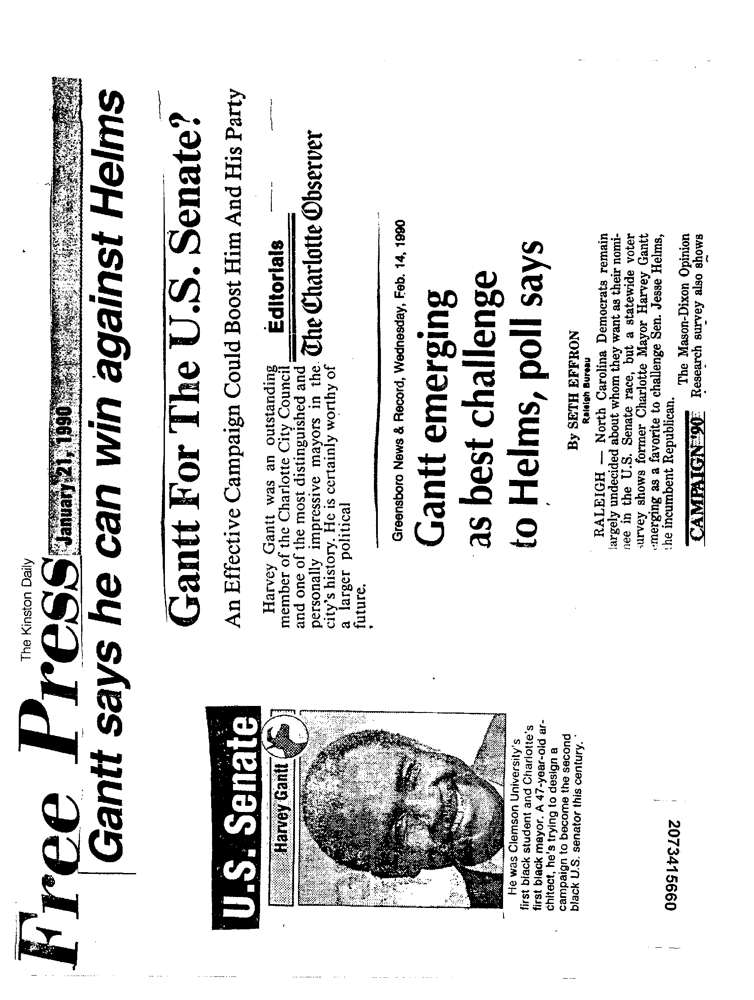 The Kinston Daily
Free Press
January 21, 1990
Gantt says he can win against Helms
U.S. Senate
Harvey Gantt
He was Clemson University's
first black student and Charlotte's
first black mayor. A 47-year-old ar-
chitect, he's trying to design a
campaign to become the second
black U.S. senator this century.
Gantt For The U.S. Senate?
An Effective Campaign Could Boost Him And His Party
Harvey Gantt was an outstanding
member of the Charlotte City Council
and one of the most distinguished and
personally impressive mayors in the
city's history. He is certainly worthy of
a larger political
future.
Editorials
The Charlotte Observer
Greensboro News & Record, Wednesday, Feb. 14, 1990
Gantt emerging
as best challenge
to Helms, poll says
By SETH EFFRON
Raleigh Bureau
RALEIGH — North Carolina Democrats remain
largely undecided about whom they want as their nomi-
nee in the U.S. Senate race, but a statewide voter
survey shows former Charlotte Mayor Harvey Gantt
emerging as a favorite to challenge Sen. Jesse Helms,
the incumbent Republican.
CAMPAIGN '90
The Mason-Dixon Opinion
Research survey also shows
2073415660